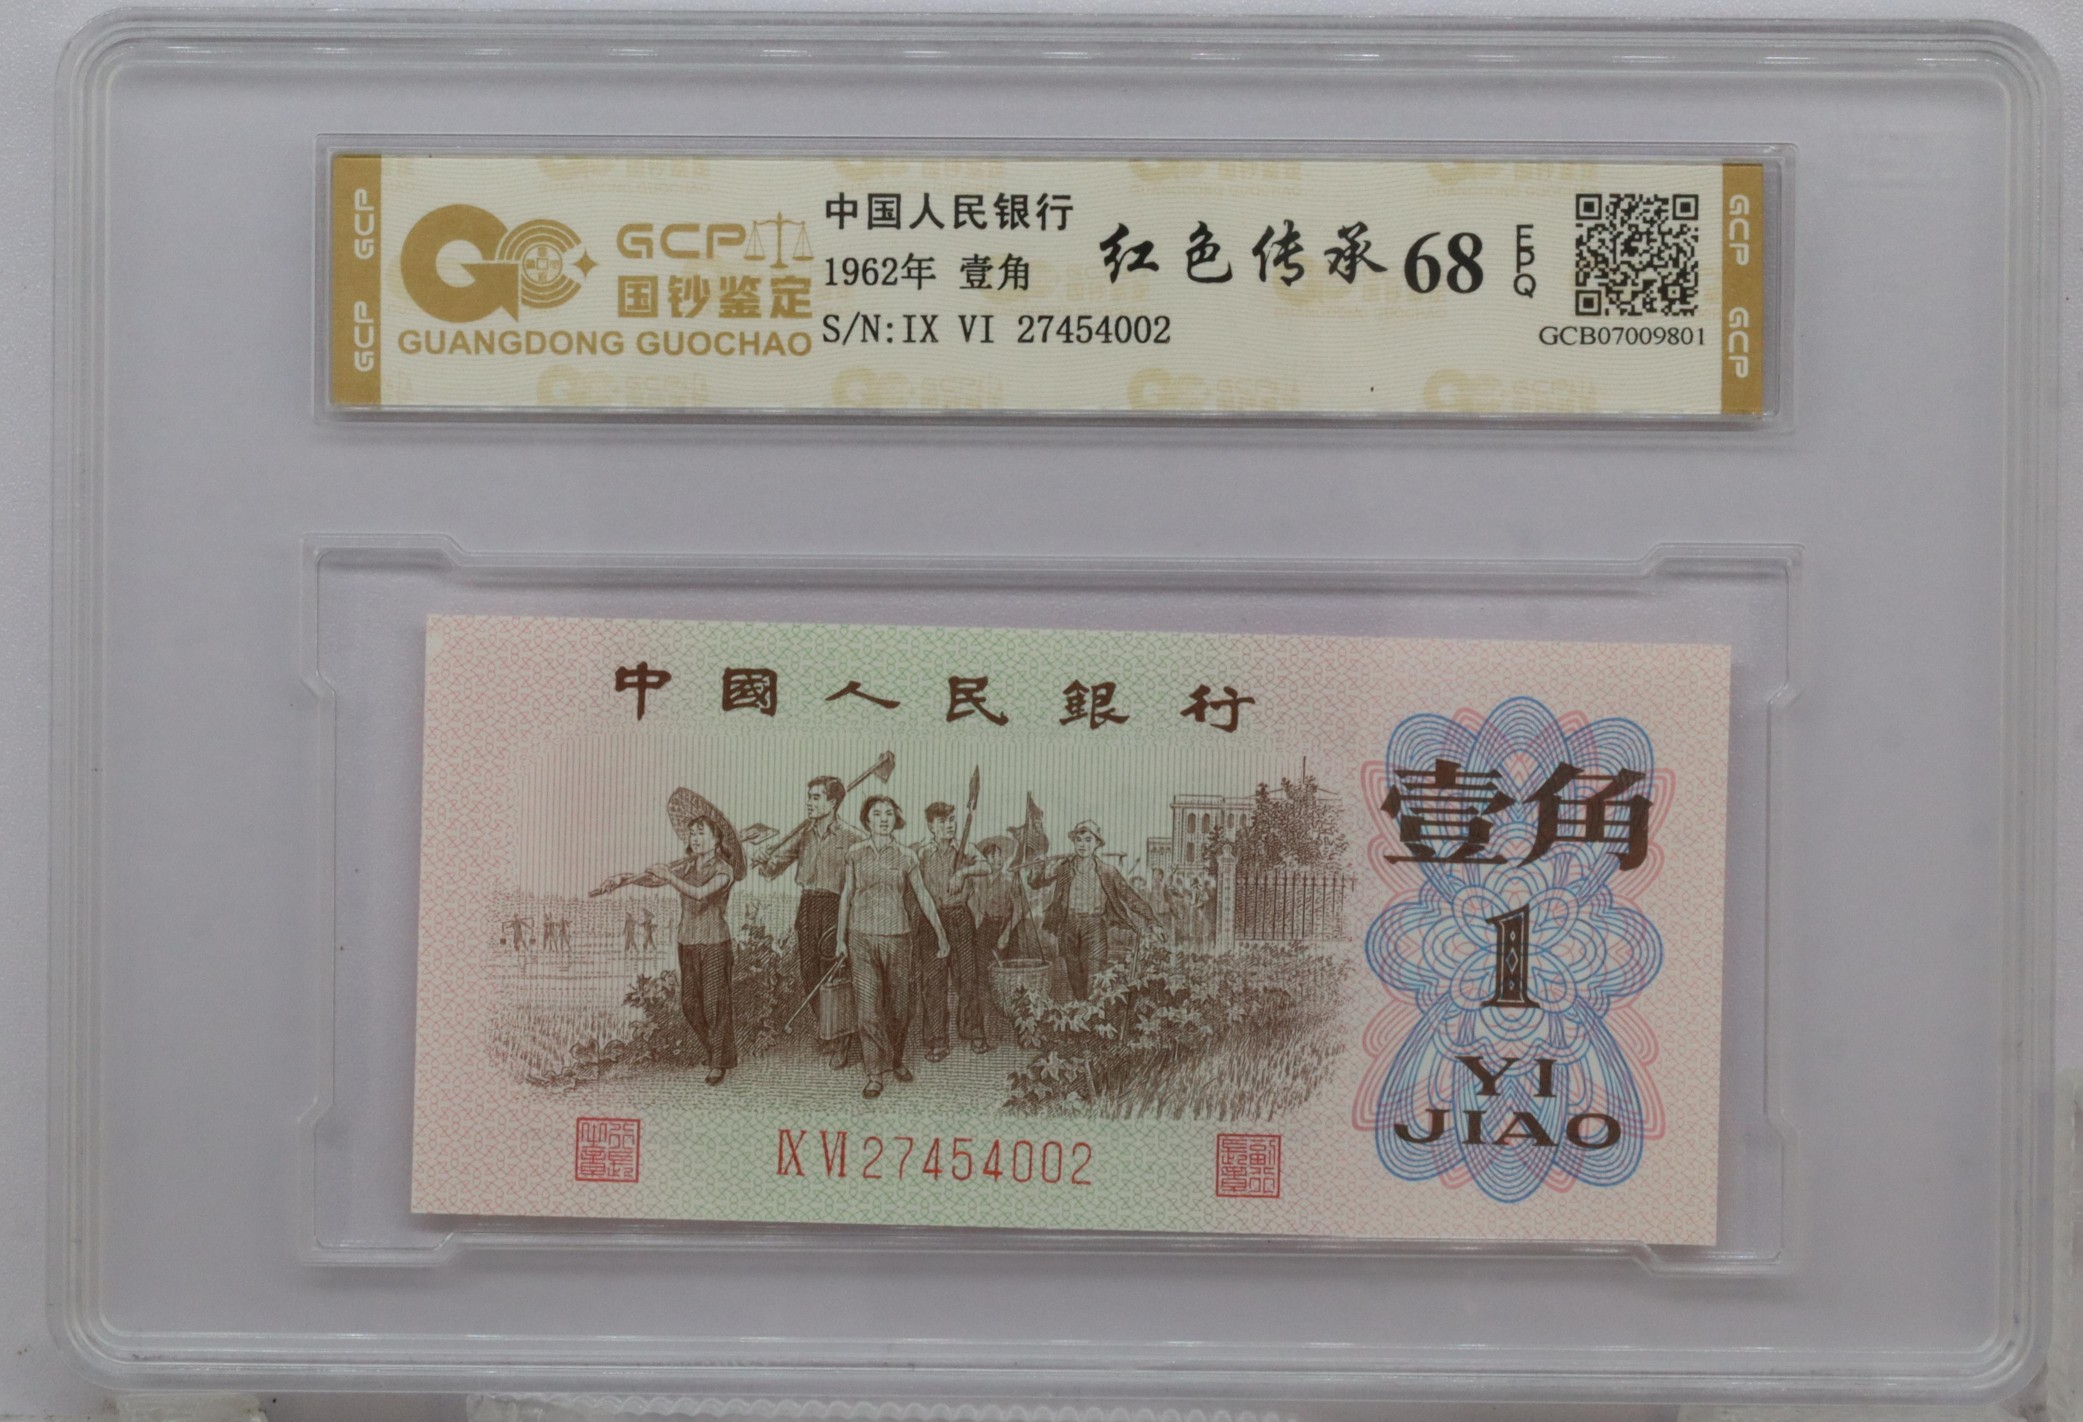 GCP
GCP
GCP
国钞鉴定
GUANGDONG GUOCHAO
中国人民银行
1962年 壹角
S/N:IX VI 27454002
红色传承
68
EPQ
GCB07009801
GCP
GCP
中國人民銀行
壹角
1
YI
JIAO
IX VI 27454002